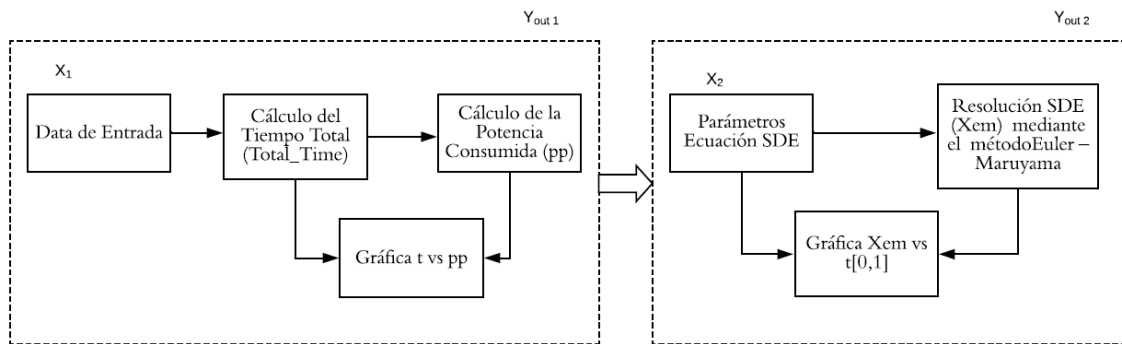 Yout 1
X1
Data de Entrada
Cálculo del
Tiempo Total
(Total_Time)
Cálculo de la
Potencia
Consumida (pp)
Gráfica t vs pp
Yout 2
X2
Parámetros
Ecuación SDE
Resolución SDE
(Xem) mediante
el métodoEuler –
Maruyama
Gráfica Xem vs
t[0,1]